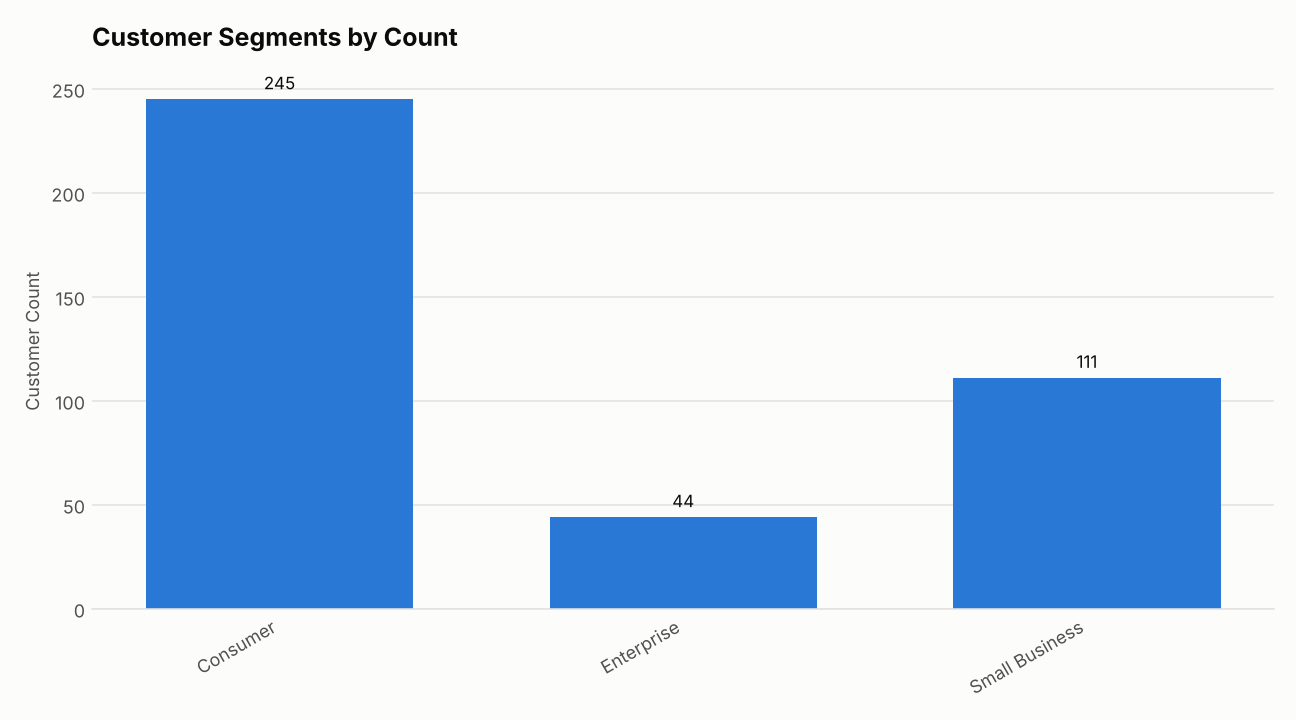 Customer Segments by Count
Customer Count
250
200
150
100
50
0
245
44
111
Consumer
Enterprise
Small Business